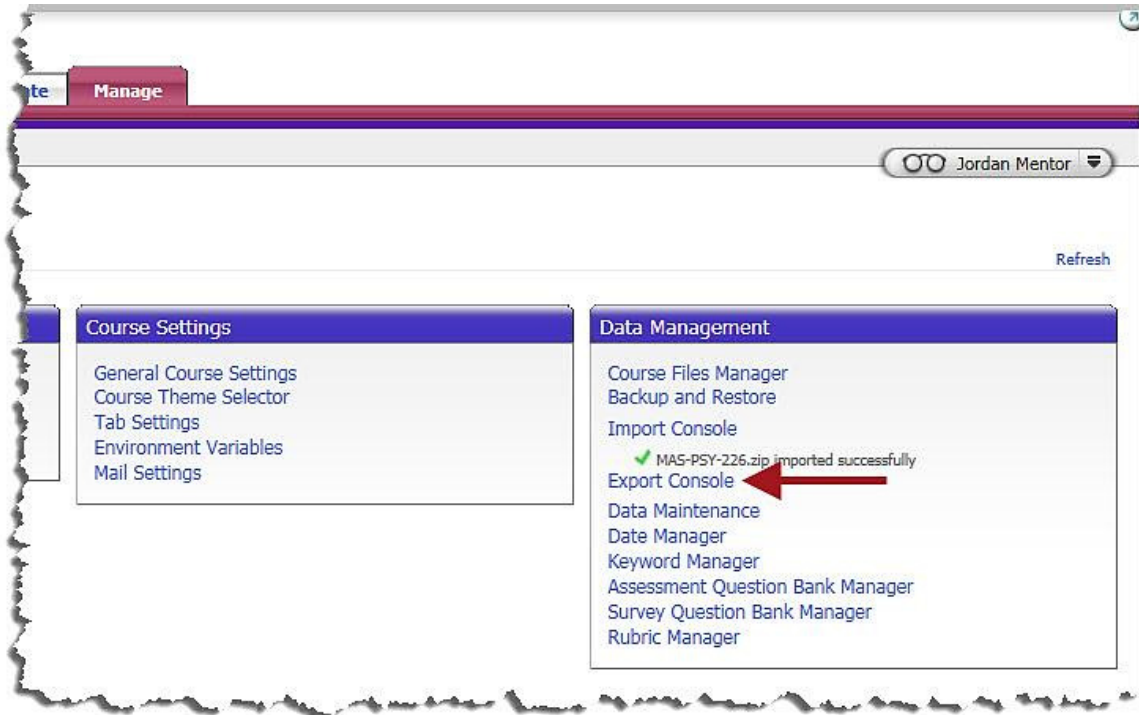 Manage
Jordan Mentor
Refresh
Course Settings
General Course Settings
Course Theme Selector
Tab Settings
Environment Variables
Mail Settings
Data Management
Course Files Manager
Backup and Restore
Import Console
MAS-PSY-226.zip imported successfully
Export Console
Data Maintenance
Date Manager
Keyword Manager
Assessment Question Bank Manager
Survey Question Bank Manager
Rubric Manager